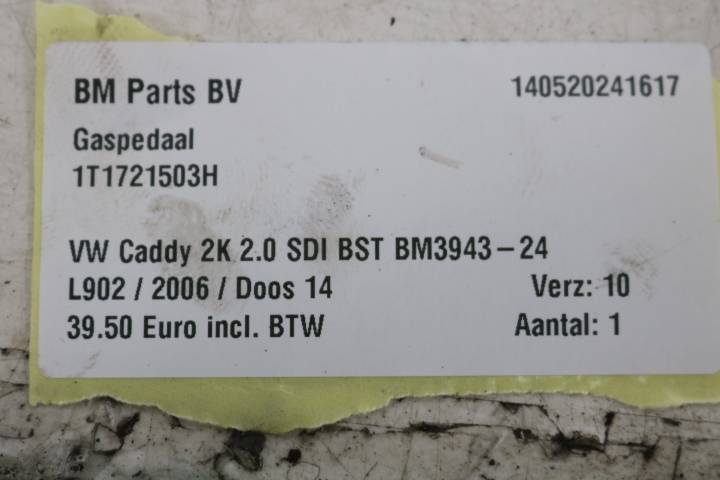 BM Parts BV 140520241617
Gaspedaal
1T1721503H
VW Caddy 2K 2.0 SDI BST BM3943-24
L902 / 2006 / Doos 14 Verz: 10
39.50 Euro incl. BTW Aantal: 1